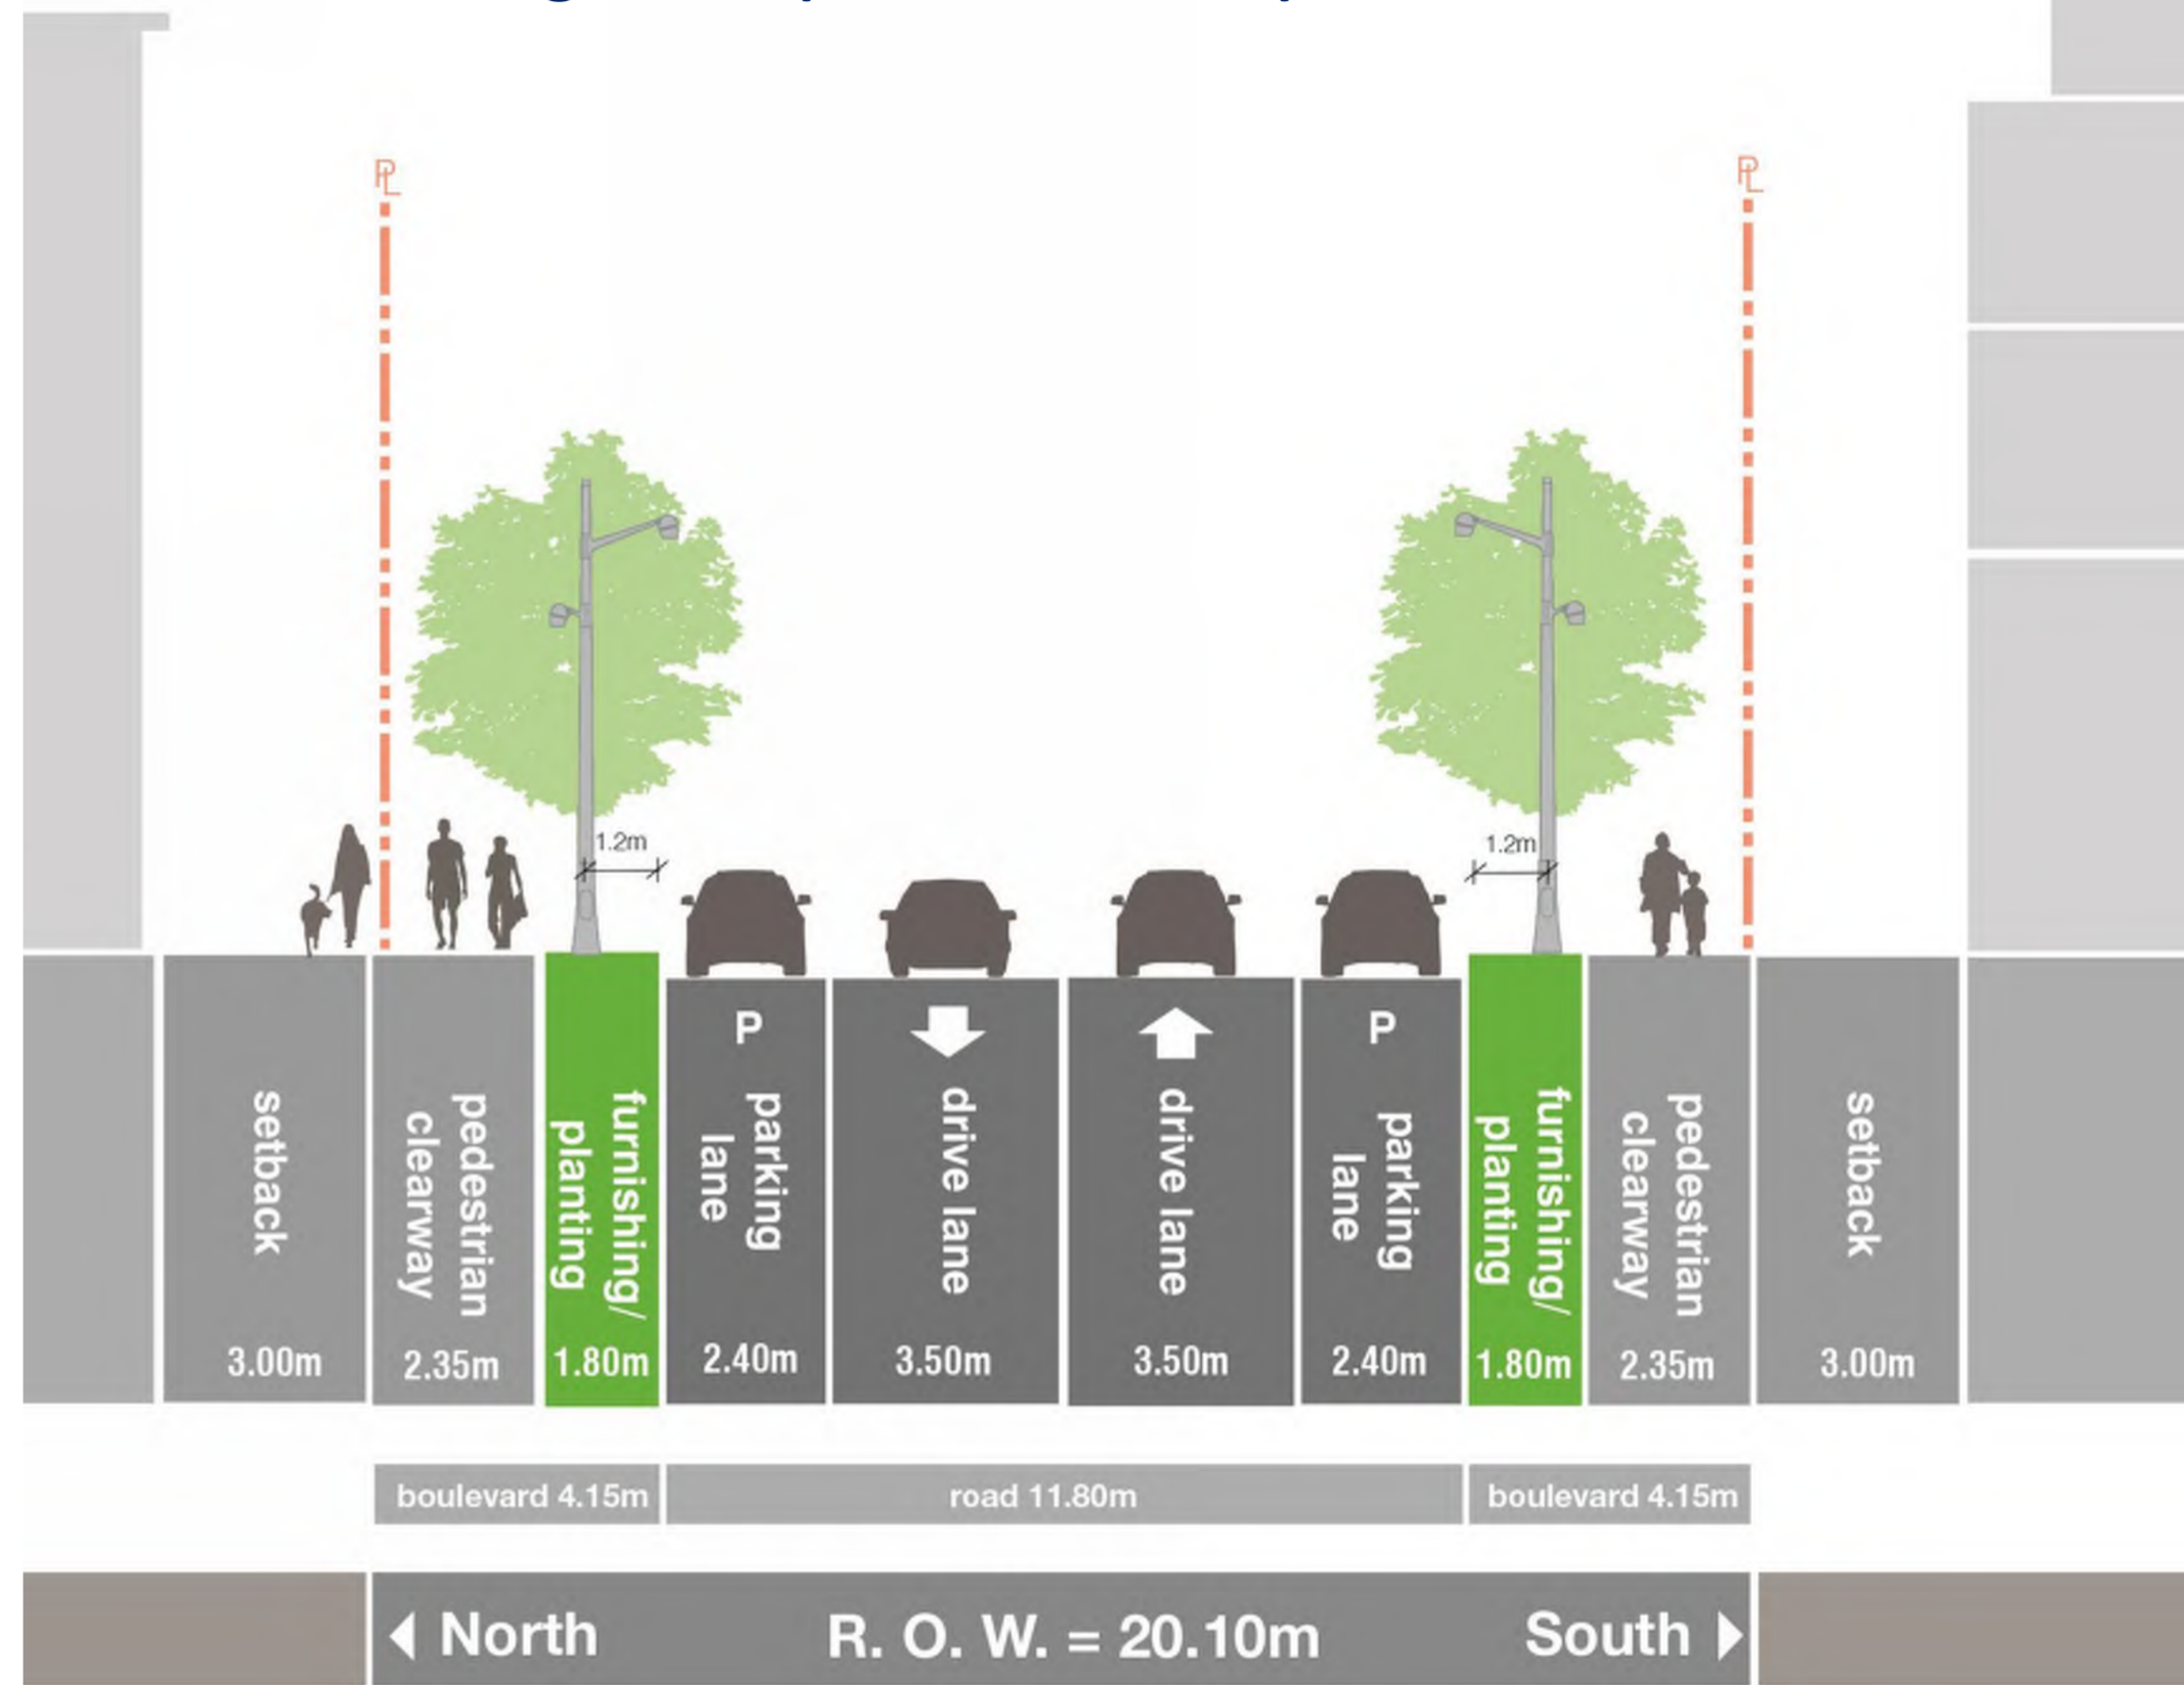 PL
PL
1.2m
1.2m
P
P
setback
pedestrian
clearway
furnishing/
planting
parking
lane
drive lane
drive lane
parking
lane
furnishing/
planting
pedestrian
clearway
setback
3.00m
2.35m
1.80m
2.40m
3.50m
3.50m
2.40m
1.80m
2.35m
3.00m
boulevard 4.15m
road 11.80m
boulevard 4.15m
North
R. O. W. = 20.10m
South